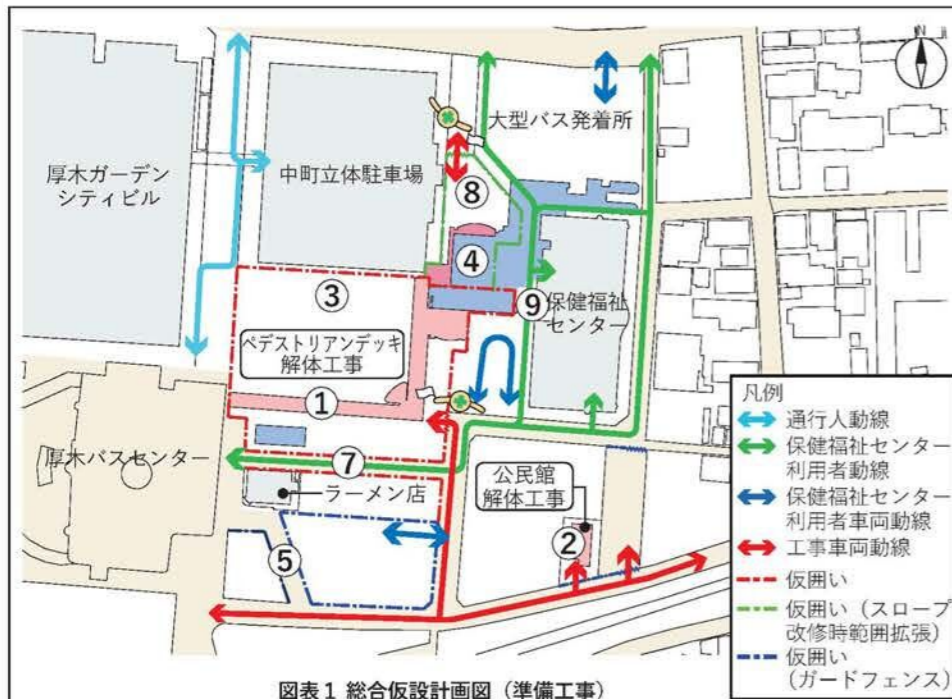 N
大型バス発着所
厚木ガーデン
シティビル
中町立体駐車場
⑧
④
③
⑨
保健福祉
センター
ペデストリアンデッキ
解体工事
①
厚木バスセンター
⑦
ラーメン店
公民館
解体工事
②
⑤
凡例
通行人動線
保健福祉センター
利用者動線
保健福祉センター
利用者車両動線
工事車両動線
仮囲い
仮囲い（スロープ
改修時範囲拡張）
仮囲い
（ガードフェンス）
図表1 総合仮設計画図（準備工事）